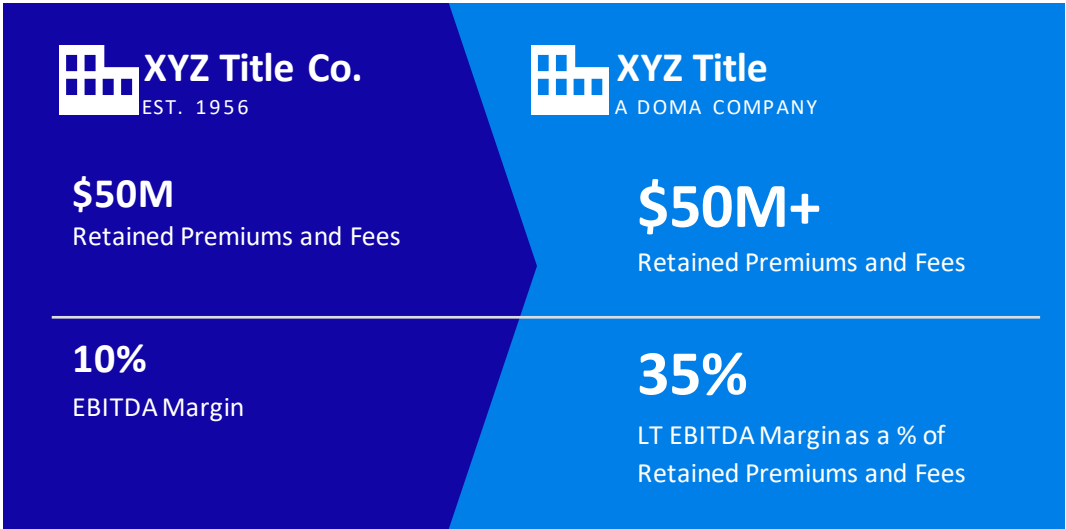 XYZ Title Co.
EST. 1956
$50M
Retained Premiums and Fees
10%
EBITDA Margin
XYZ Title
A DOMA COMPANY
$50M+
Retained Premiums and Fees
35%
LT EBITDA Margin as a % of
Retained Premiums and Fees